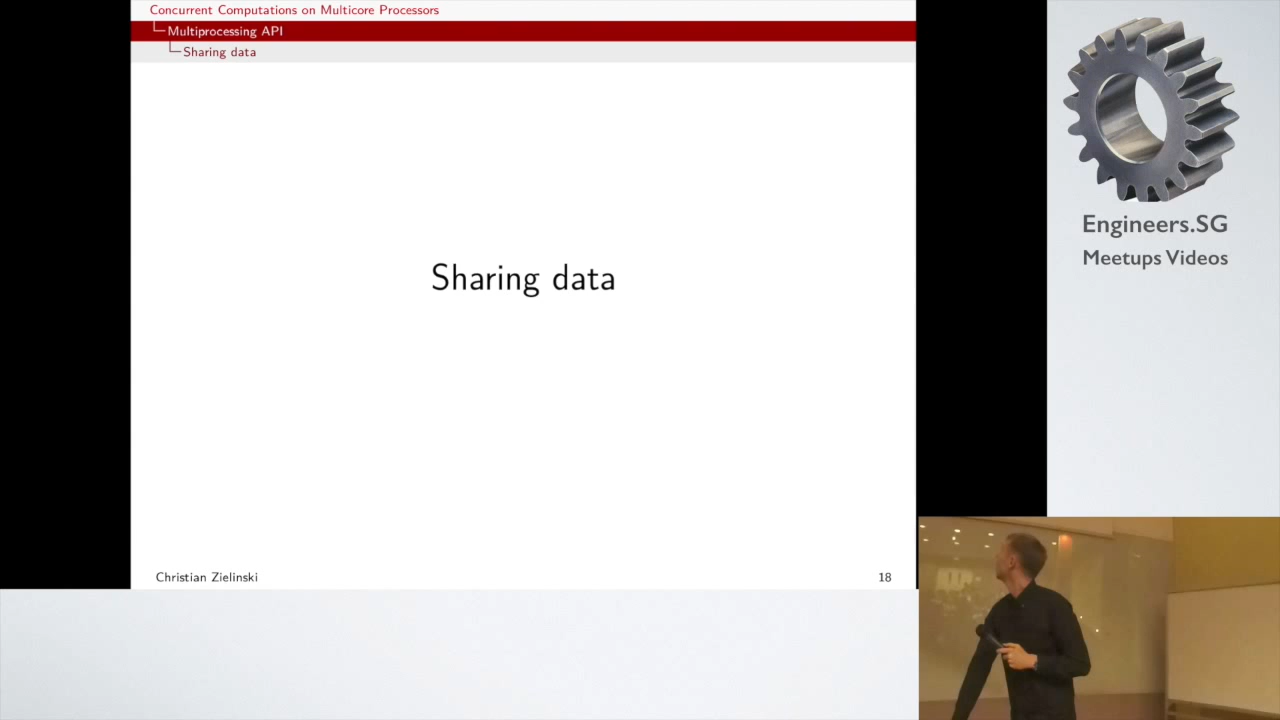 Concurrent Computations on Multicore Processors
Multiprocessing API
Sharing data
Sharing data
Christian Zielinski
18
Engineers.SG
Meetups Videos